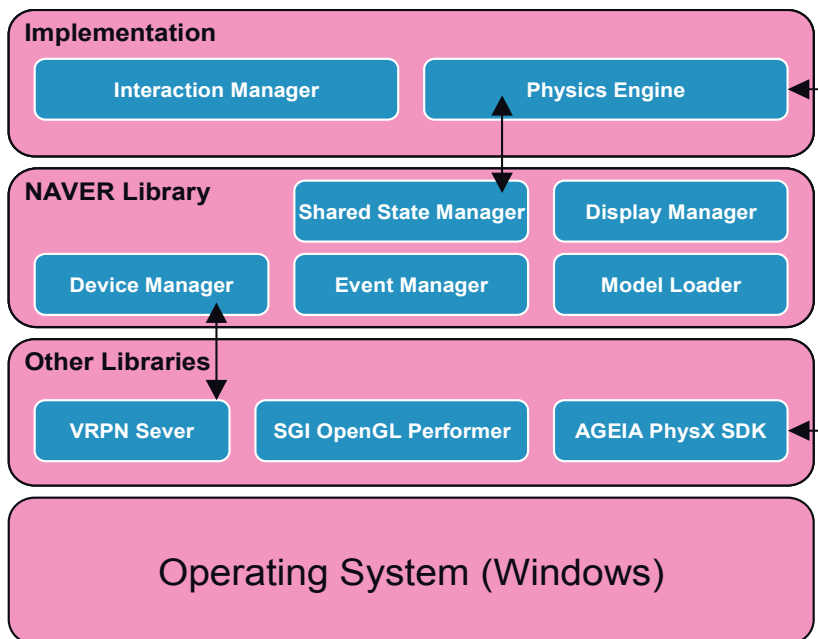 Implementation
Interaction Manager
Physics Engine
NAVER Library
Shared State Manager
Display Manager
Device Manager
Event Manager
Model Loader
Other Libraries
VRPN Sever
SGI OpenGL Performer
AGEIA PhysX SDK
Operating System (Windows)